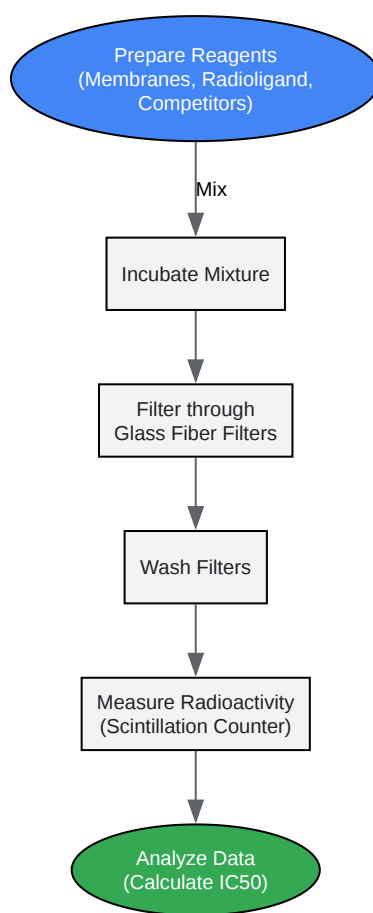 Prepare Reagents
(Membranes, Radioligand,
Competitors)
Mix
Incubate Mixture
Filter through
Glass Fiber Filters
Wash Filters
Measure Radioactivity
(Scintillation Counter)
Analyze Data
(Calculate IC50)